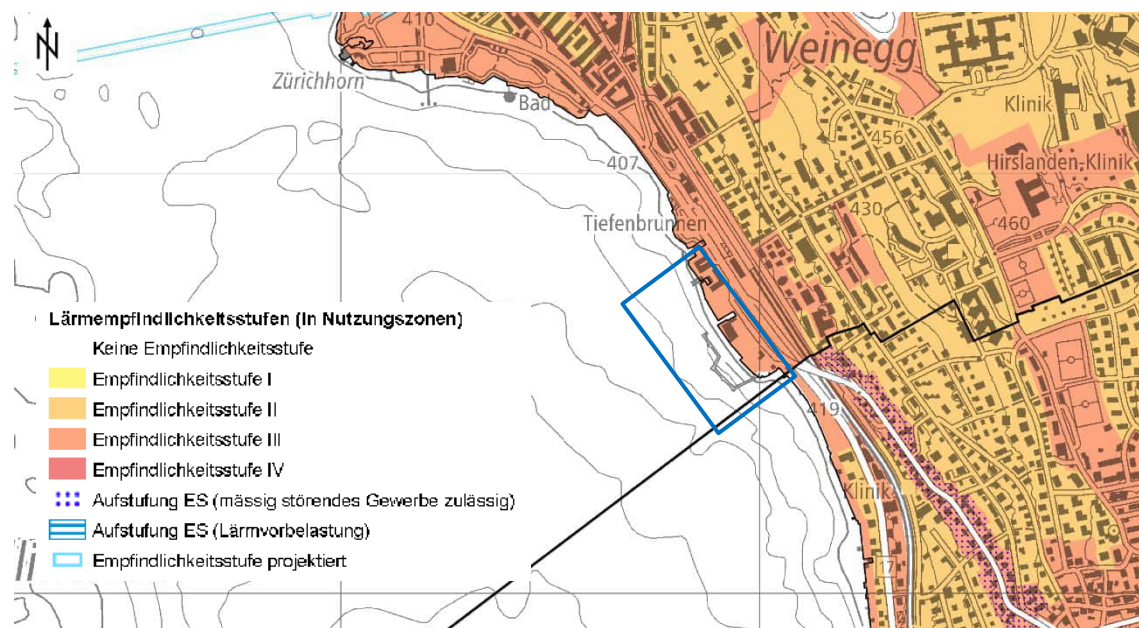 N
410
Weinegg
Zürichhorn
Klinik
Bad
456
407
Hirslanden-Klinik
430
Tiefenbrunnen
460
Lärmempfindlichkeitsstufen (in Nutzungszonen)
Keine Empfindlichkeitsstufe
Empfindlichkeitsstufe I
Empfindlichkeitsstufe II
Empfindlichkeitsstufe III
Empfindlichkeitsstufe IV
Aufstufung ES (mässig störendes Gewerbe zulässig)
Aufstufung ES (Lärmvorbelastung)
Empfindlichkeitsstufe projektiert
419
Klinik
17